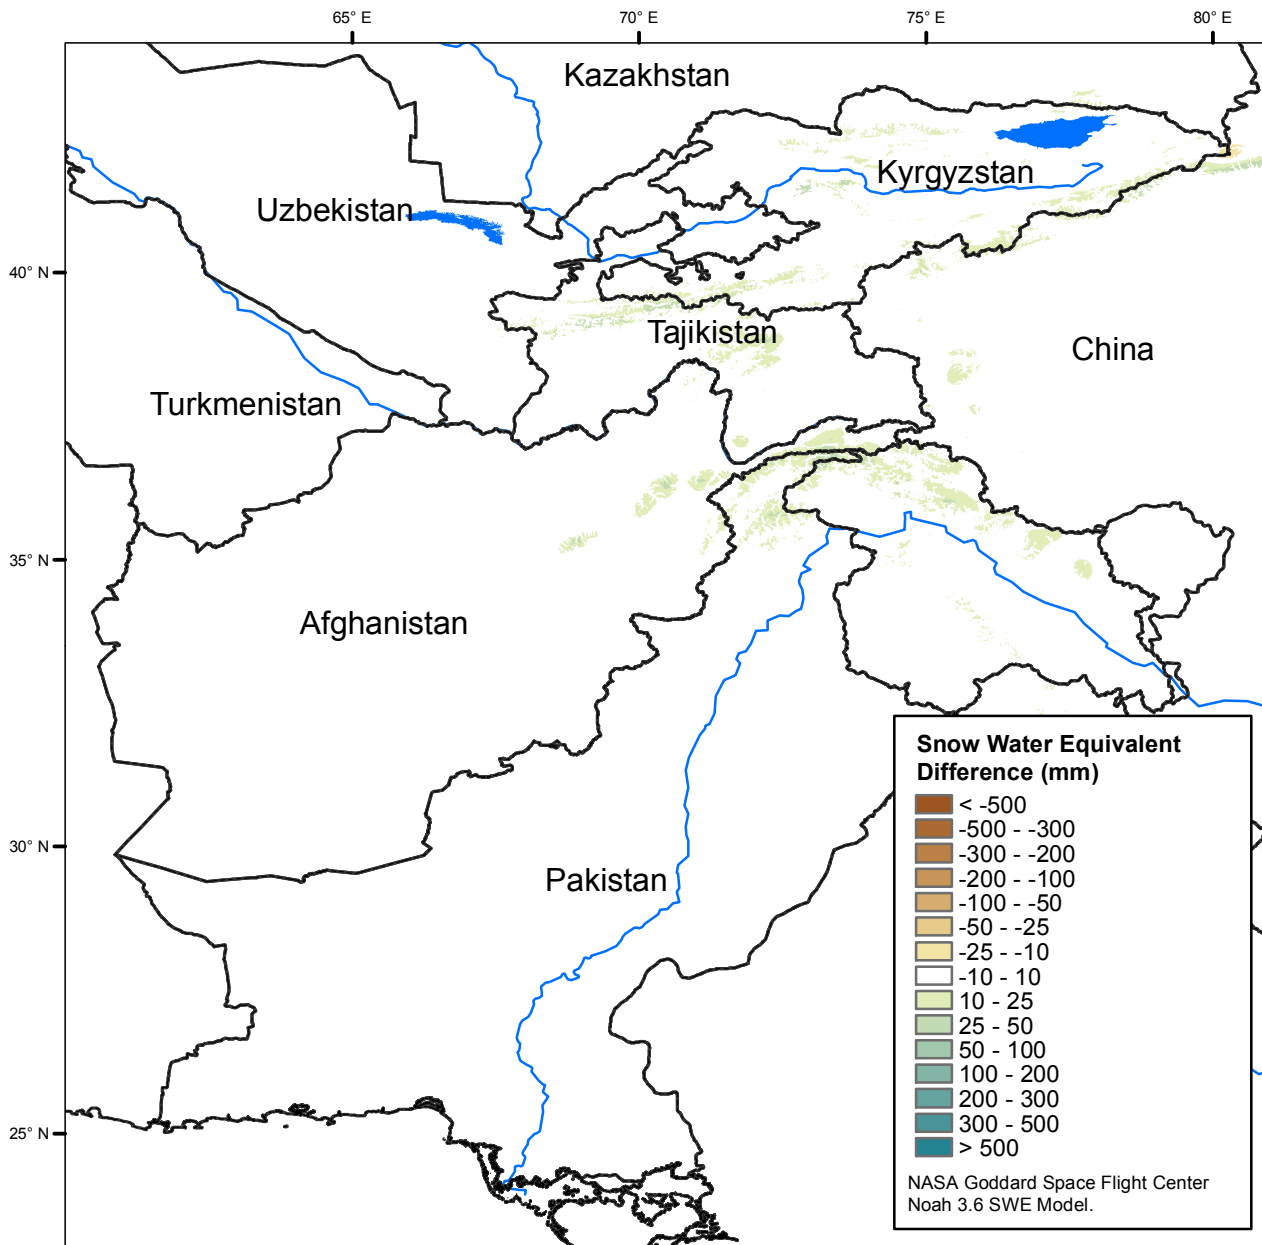 65° E 70° E 75° E 80° E
Kazakhstan
Kyrgyzstan
Uzbekistan
40° N
Tajikistan
China
Turkmenistan
35° N
Afghanistan
30° N
Pakistan
25° N
Snow Water Equivalent
Difference (mm)
< -500
-500 - -300
-300 - -200
-200 - -100
-100 - -50
-50 - -25
-25 - -10
-10 - 10
10 - 25
25 - 50
50 - 100
100 - 200
200 - 300
300 - 500
> 500
NASA Goddard Space Flight Center
Noah 3.6 SWE Model.